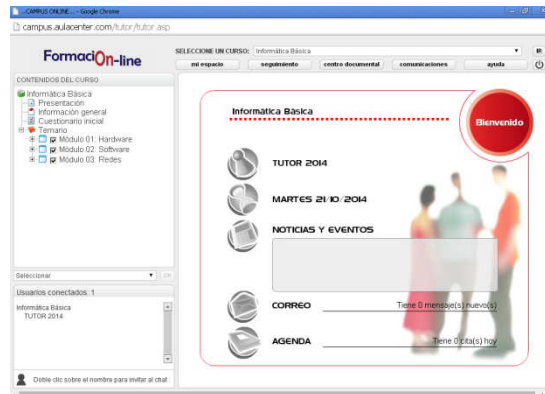 ..:CAMPUS ONLINE:.. - Google Chrome
campus.aulacenter.com/tutor/tutor.asp
FormaciOn-line
SELECCIONE UN CURSO: Informática Básica
IR
mi espacio seguimiento centro documental comunicaciones ayuda
CONTENIDOS DEL CURSO
Informática Básica
Presentación
Información general
Cuestionario inicial
Temario
Módulo 01: Hardware
Módulo 02: Software
Módulo 03: Redes
Seleccionar
Usuarios conectados 1
Informática Básica
TUTOR 2014
Doble clic sobre el nombre para invitar al chat
Informática Básica
Bienvenido
TUTOR 2014
MARTES 21/10/2014
NOTICIAS Y EVENTOS
CORREO Tiene 0 mensaje(s) nuevo(s)
AGENDA Tiene 0 cita(s) hoy